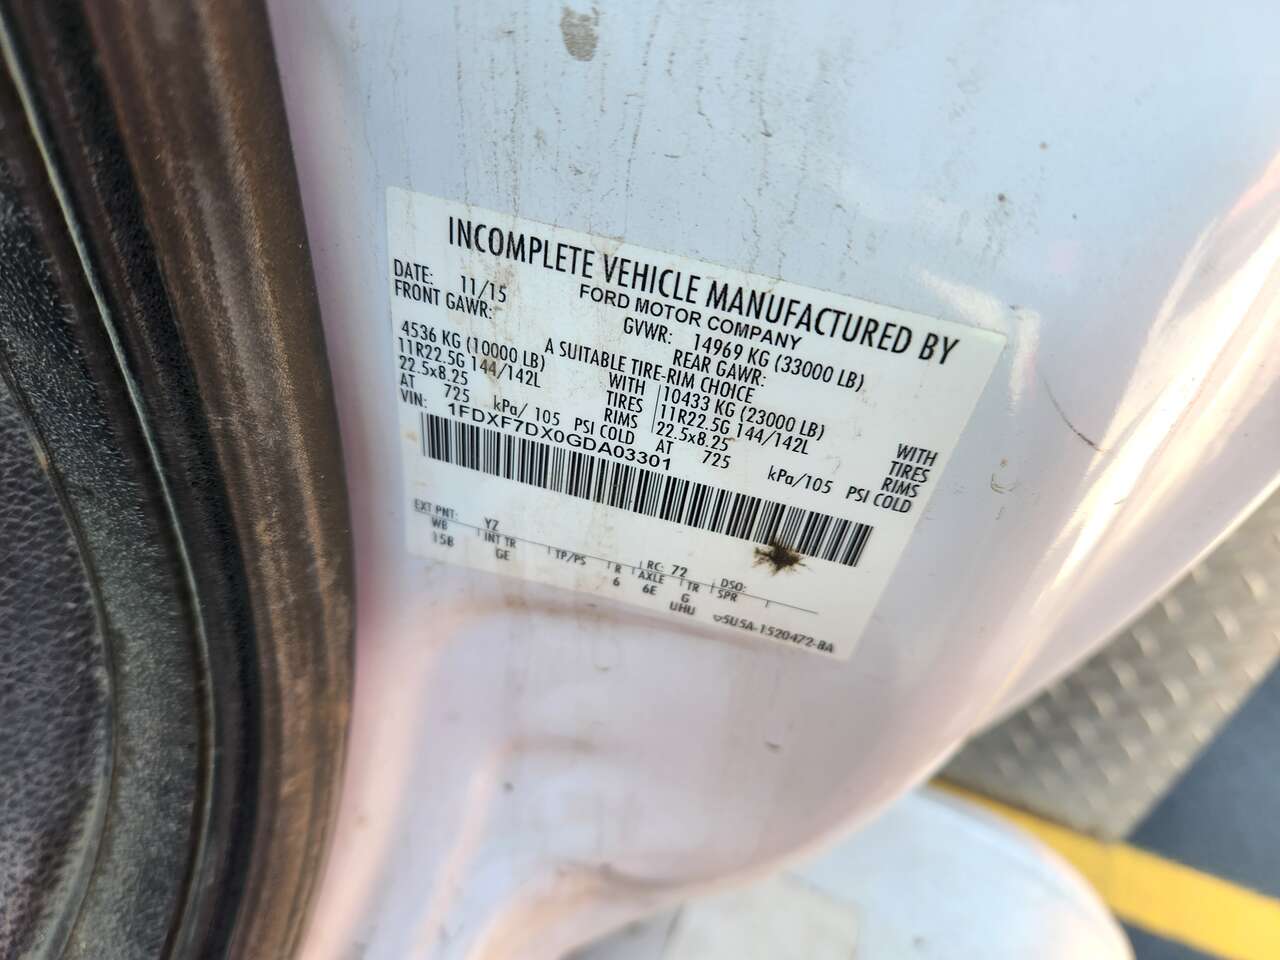 INCOMPLETE VEHICLE MANUFACTURED BY
FORD MOTOR COMPANY
DATE: 11/15 GVWR: 14969 KG (33000 LB)
FRONT GAWR: REAR GAWR:
A SUITABLE TIRE-RIM CHOICE
4536 KG (10000 LB) WITH 10433 KG (23000 LB) WITH
11R22.5G 144/142L TIRES 11R22.5G 144/142L TIRES
22.5x8.25 RIMS 22.5x8.25 RIMS
AT 725 kPa/ 105 PSI COLD AT 725 kPa/105 PSI COLD
VIN: 1FDXF7DX0GDA03301
EXT PNT: YZ RC: 72 DSO:
WB INT TR TP/PS R AXLE TR SPR
158 GE 6 6E G
UHU 5U5A-1520472-BA